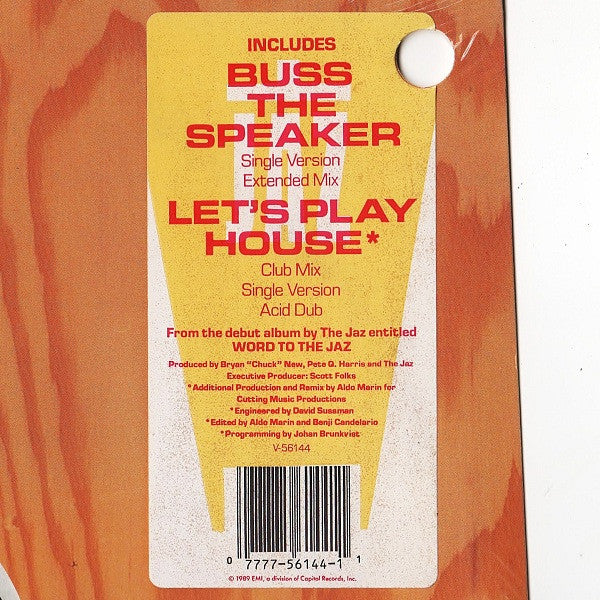 INCLUDES
BUSS
THE
SPEAKER
Single Version
Extended Mix
LET'S PLAY
HOUSE*
Club Mix
Single Version
Acid Dub
From the debut album by The Jaz entitled
WORD TO THE JAZ
Produced by Bryan "Chuck" New, Pete Q. Harris and The Jaz
Executive Producer: Scott Folks
*Additional Production and Remix by Aldo Marin for
Cutting Music Productions
*Engineered by David Sussman
*Edited by Aldo Marin and Benji Candelario
*Programming by Johan Brunkvist
V-56144
0 7777-56144-1 1
© 1989 EMI, a division of Capitol Records, Inc.